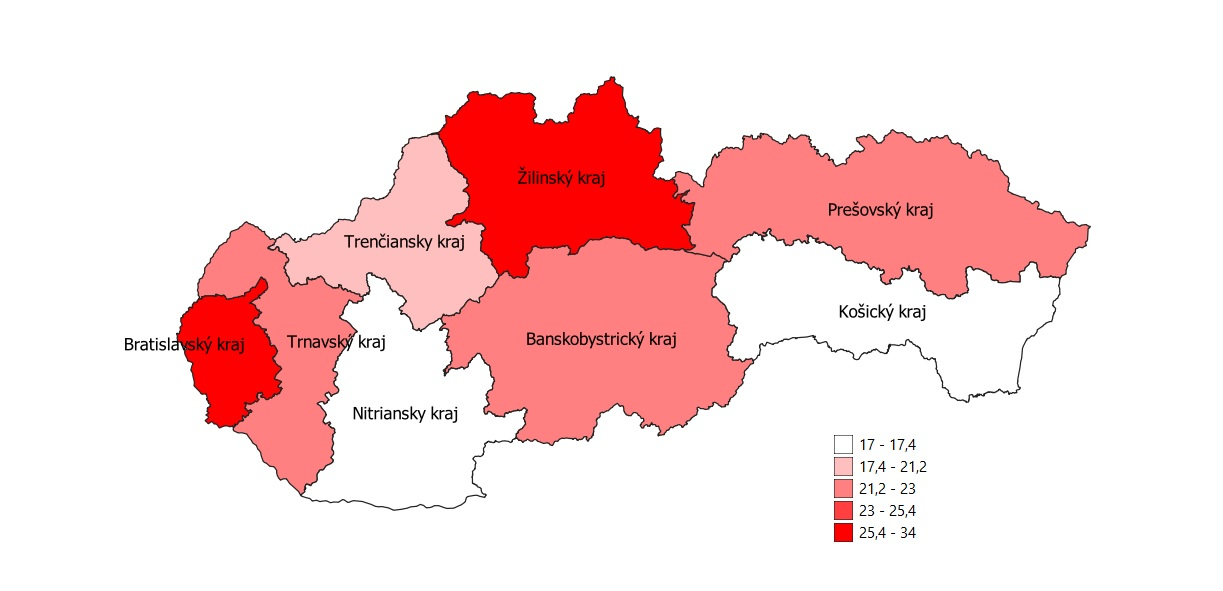 Žilinský kraj
Prešovský kraj
Trenčiansky kraj
Košický kraj
Bratislavský kraj
Trnavský kraj
Banskobystrický kraj
Nitriansky kraj
17 - 17,4
17,4 - 21,2
21,2 - 23
23 - 25,4
25,4 - 34